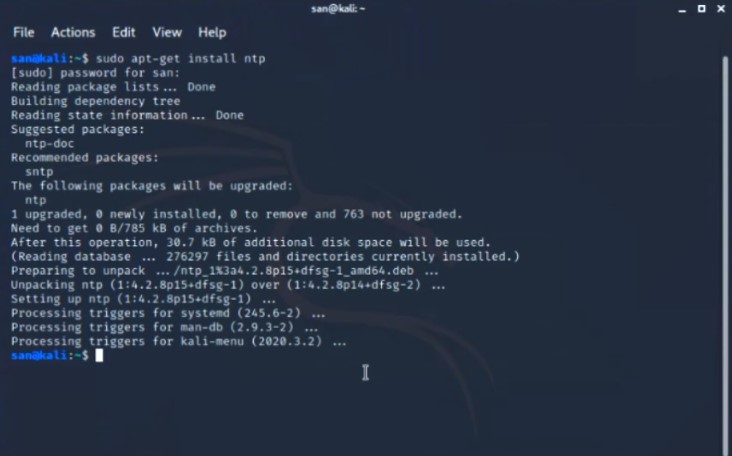 san@kali: ~
File Actions Edit View Help
san@kali:~$ sudo apt-get install ntp
[sudo] password for san:
Reading package lists... Done
Building dependency tree
Reading state information... Done
Suggested packages:
  ntp-doc
Recommended packages:
  sntp
The following packages will be upgraded:
  ntp
1 upgraded, 0 newly installed, 0 to remove and 763 not upgraded.
Need to get 0 B/785 kB of archives.
After this operation, 30.7 kB of additional disk space will be used.
(Reading database ... 276297 files and directories currently installed.)
Preparing to unpack .../ntp_1%3a4.2.8p15+dfsg-1_amd64.deb ...
Unpacking ntp (1:4.2.8p15+dfsg-1) over (1:4.2.8p14+dfsg-2) ...
Setting up ntp (1:4.2.8p15+dfsg-1) ...
Processing triggers for systemd (245.6-2) ...
Processing triggers for man-db (2.9.3-2) ...
Processing triggers for kali-menu (2020.3.2) ...
san@kali:~$